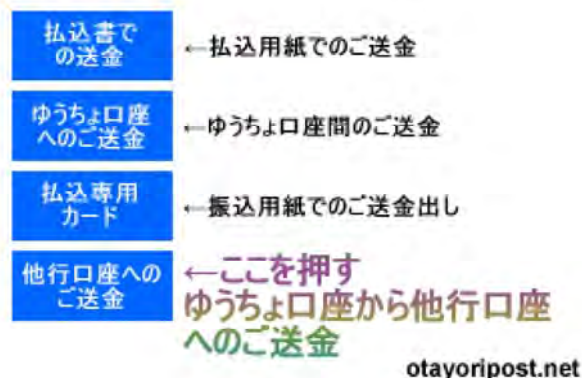 払込書で
の送金
←払込用紙でのご送金
ゆうちょ口座
へのご送金
←ゆうちょ口座間のご送金
払込専用
カード
←振込用紙でのご送金出し
他行口座への
ご送金
←ここを押す
ゆうちょ口座から他行口座
へのご送金
otayoripost.net